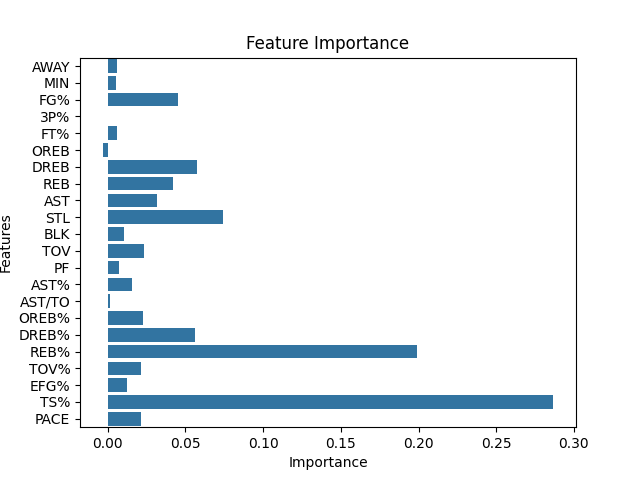 Feature Importance
AWAY
MIN
FG%
3P%
FT%
OREB
DREB
REB
AST
STL
BLK
TOV
PF
AST%
AST/TO
OREB%
DREB%
REB%
TOV%
EFG%
TS%
PACE
Features
0.00 0.05 0.10 0.15 0.20 0.25 0.30
Importance